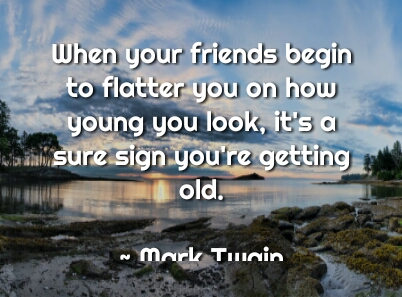 When your friends begin
to flatter you on how
young you look, it's a
sure sign you're getting
old.
~ Mark Twain